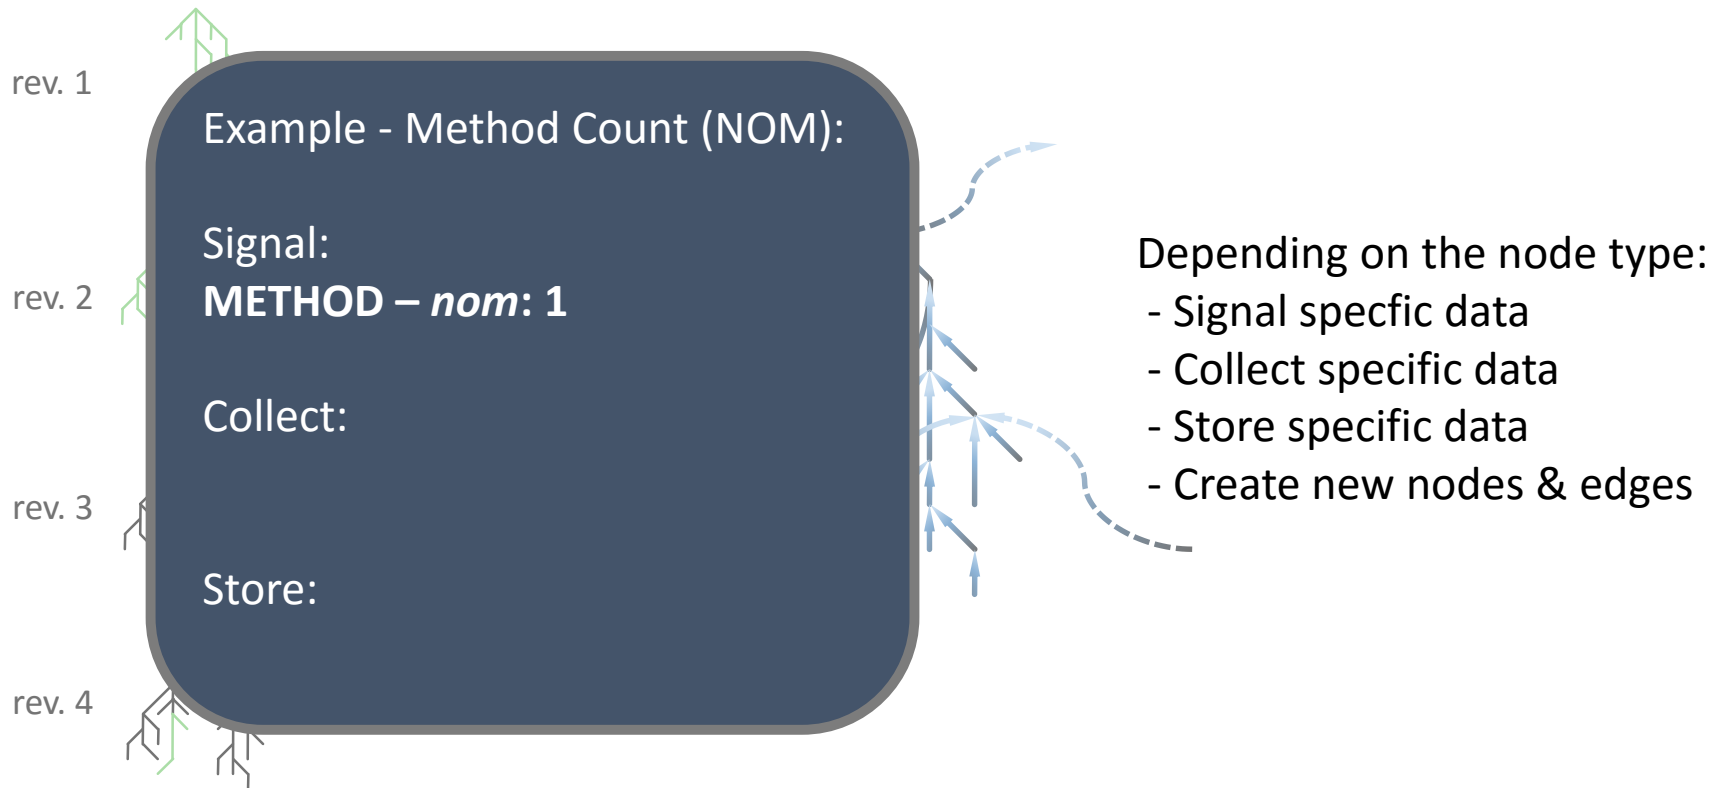 rev. 1
rev. 2
rev. 3
rev. 4
Example - Method Count (NOM):
Signal:
METHOD – nom: 1
Collect:
Store:
Depending on the node type:
- Signal specfic data
- Collect specific data
- Store specific data
- Create new nodes & edges